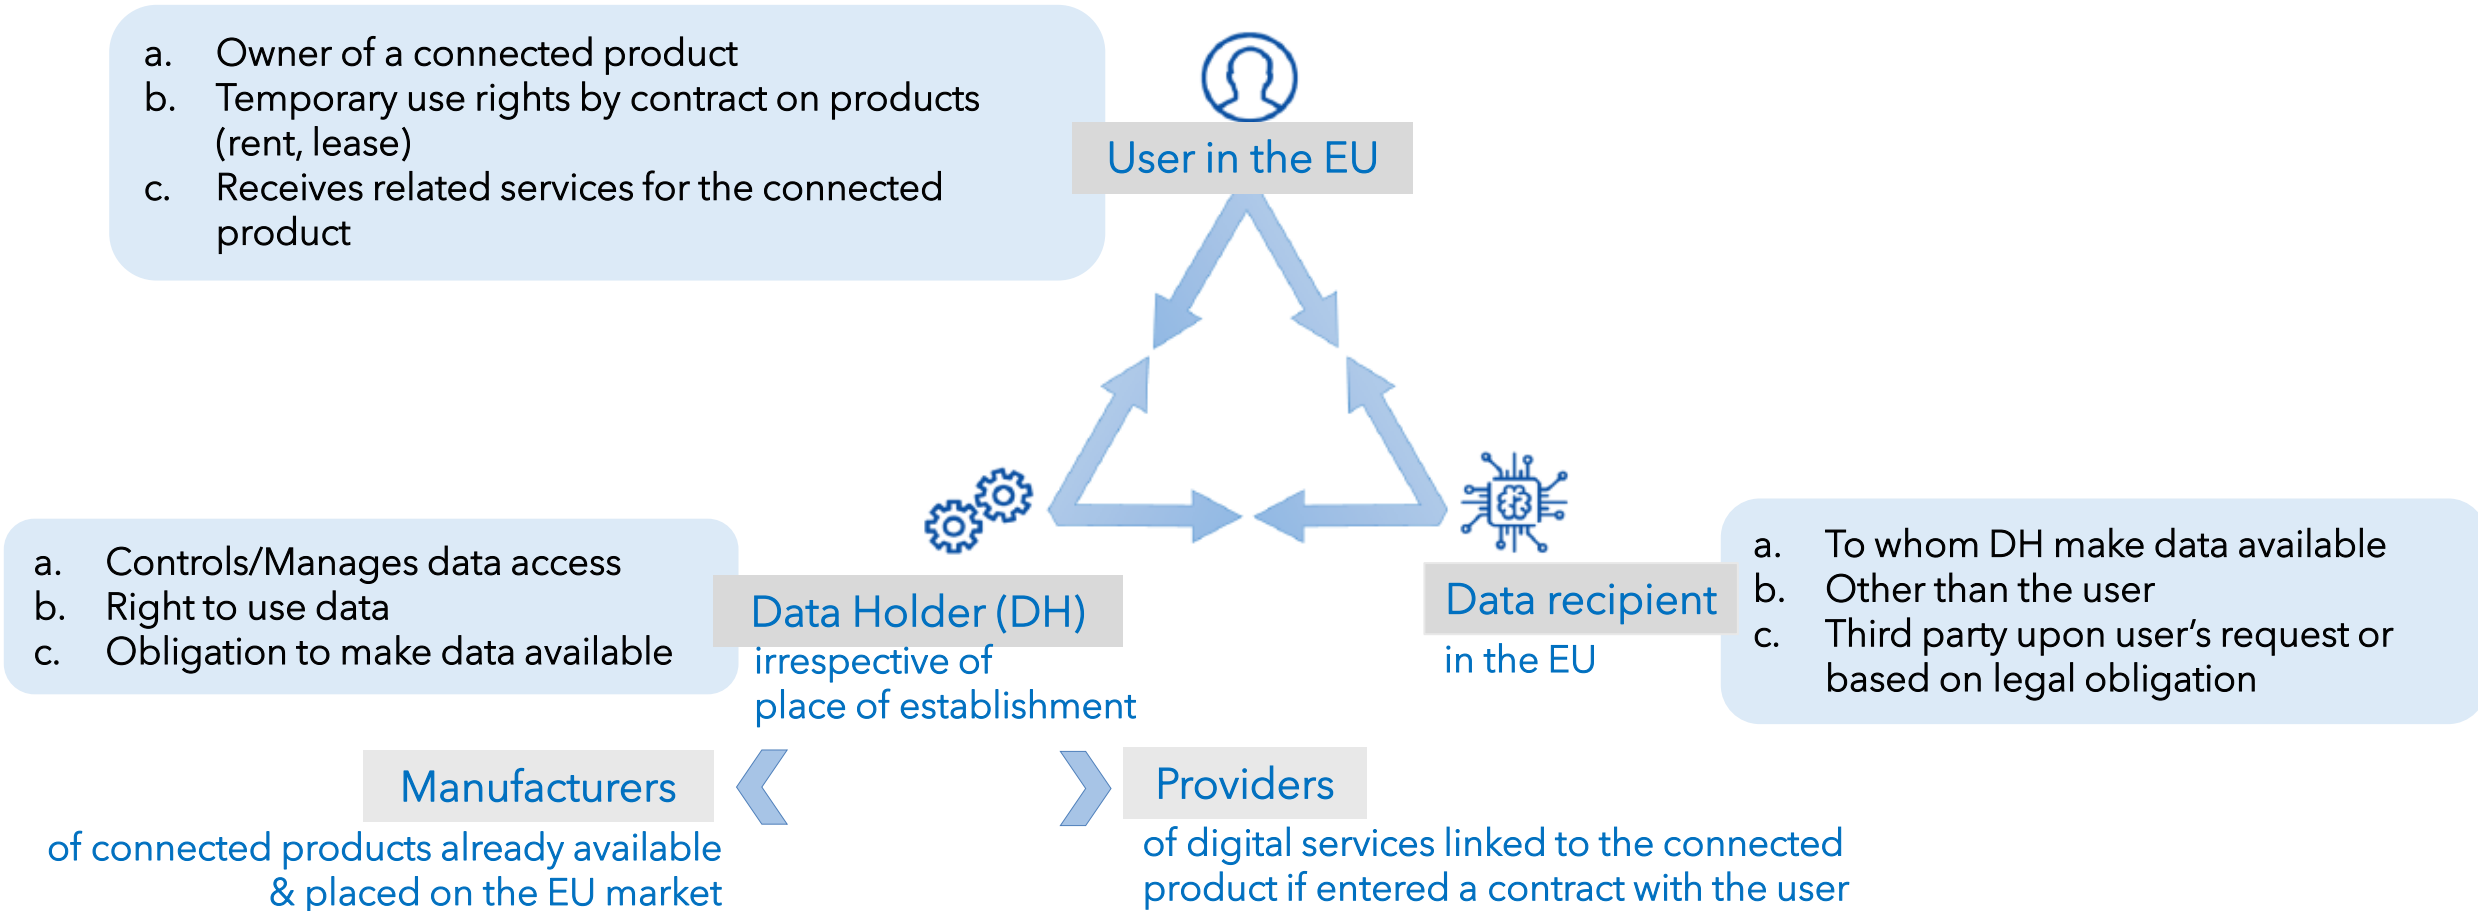 a. Owner of a connected product
b. Temporary use rights by contract on products
(rent, lease)
c. Receives related services for the connected
product
User in the EU
a. Controls/Manages data access
b. Right to use data
c. Obligation to make data available
Data Holder (DH)
irrespective of
place of establishment
Data recipient
in the EU
a. To whom DH make data available
b. Other than the user
c. Third party upon user’s request or
based on legal obligation
Manufacturers
of connected products already available
& placed on the EU market
Providers
of digital services linked to the connected
product if entered a contract with the user